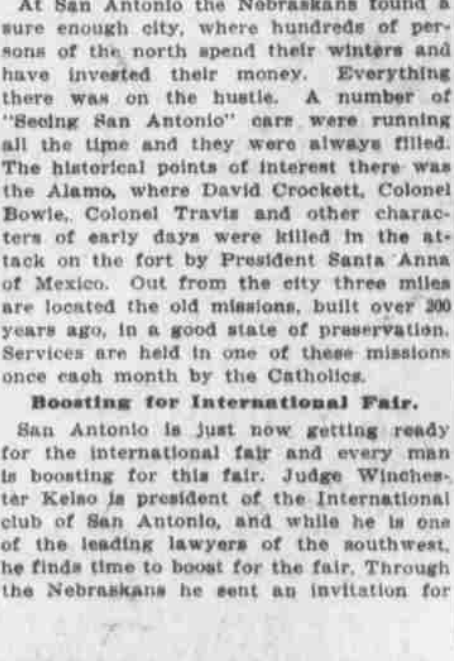 At San Antonio the Nebraskans found a
sure enough city, where hundreds of per-
sons of the north spend their winters and
have invested their money. Everything
there was on the hustle. A number of
"Seeing San Antonio" cars were running
all the time and they were always filled.
The historical points of interest there was
the Alamo, where David Crockett, Colonel
Bowie, Colonel Travis and other charac-
ters of early days were killed in the at-
tack on the fort by President Santa Anna
of Mexico. Out from the city three miles
are located the old missions, built over 200
years ago, in a good state of preservation.
Services are held in one of these missions
once each month by the Catholics.
Boosting for International Fair.
San Antonio is just now getting ready
for the international fair and every man
is boosting for this fair. Judge Winches-
ter Kelso is president of the International
club of San Antonio, and while he is one
of the leading lawyers of the southwest,
he finds time to boost for the fair. Through
the Nebraskans he sent an invitation for